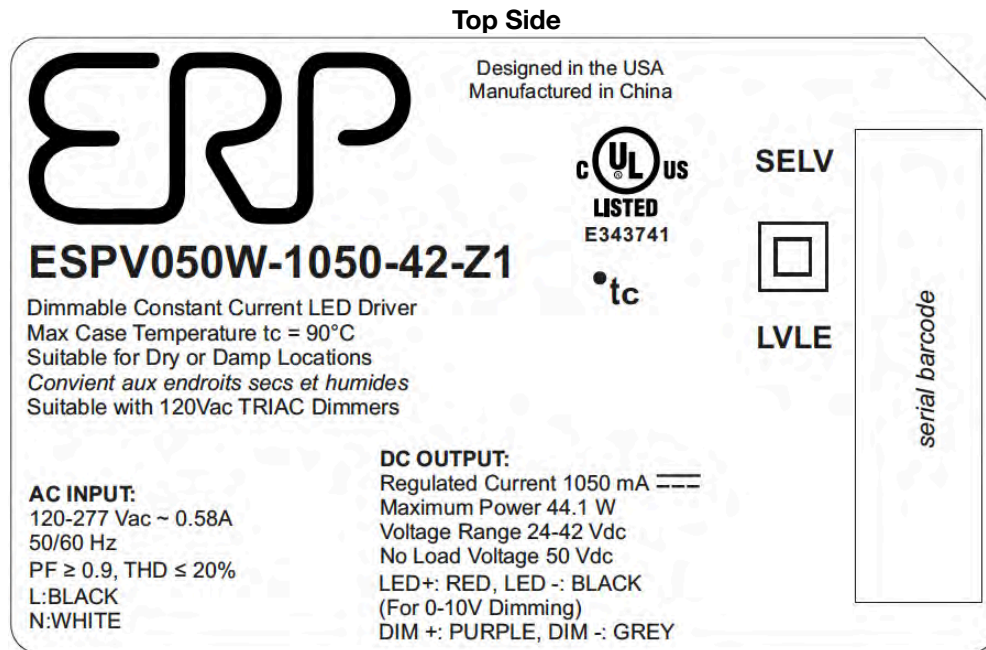 Top Side
ERP
Designed in the USA
Manufactured in China
C UL US
®
LISTED
E343741
tc
SELV
LVLE
serial barcode
ESPV050W-1050-42-Z1
Dimmable Constant Current LED Driver
Max Case Temperature tc = 90°C
Suitable for Dry or Damp Locations
Convient aux endroits secs et humides
Suitable with 120Vac TRIAC Dimmers
AC INPUT:
120-277 Vac ~ 0.58A
50/60 Hz
PF ≥ 0.9, THD ≤ 20%
L:BLACK
N:WHITE
DC OUTPUT:
Regulated Current 1050 mA
Maximum Power 44.1 W
Voltage Range 24-42 Vdc
No Load Voltage 50 Vdc
LED+: RED, LED -: BLACK
(For 0-10V Dimming)
DIM +: PURPLE, DIM -: GREY